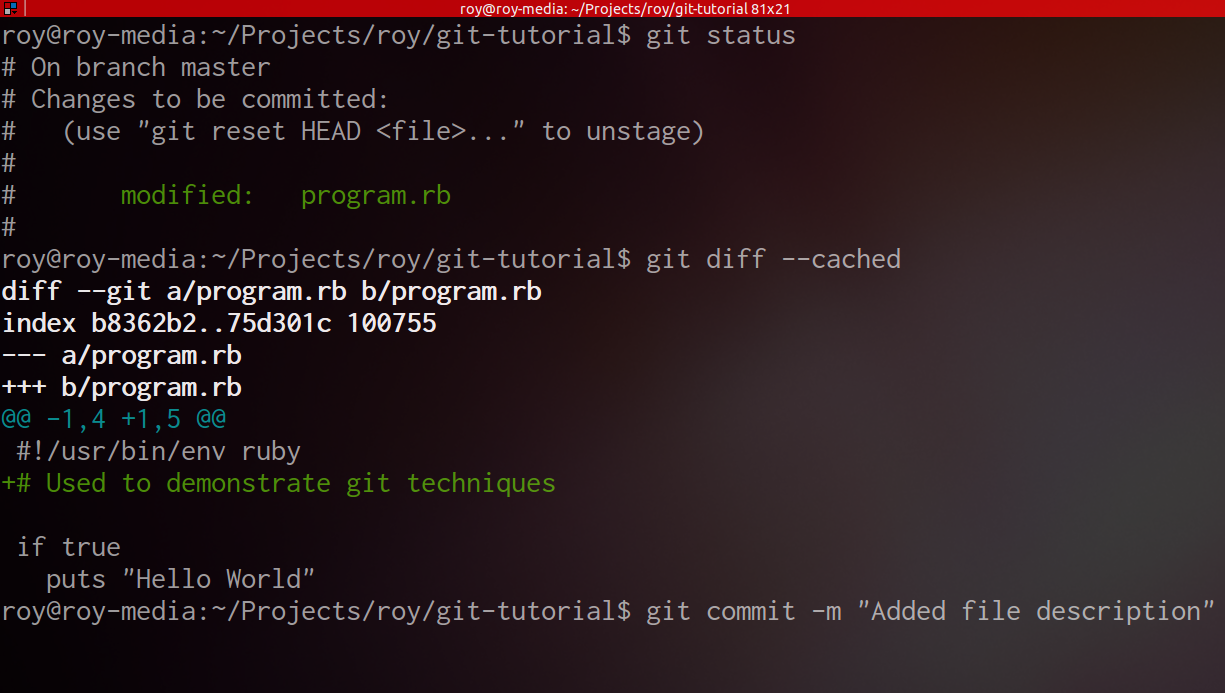 roy@roy-media: ~/Projects/roy/git-tutorial 81x21
roy@roy-media:~/Projects/roy/git-tutorial$ git status
# On branch master
# Changes to be committed:
#   (use "git reset HEAD <file>..." to unstage)
#
#       modified:   program.rb
#
roy@roy-media:~/Projects/roy/git-tutorial$ git diff --cached
diff --git a/program.rb b/program.rb
index b8362b2..75d301c 100755
--- a/program.rb
+++ b/program.rb
@@ -1,4 +1,5 @@
 #!/usr/bin/env ruby
+# Used to demonstrate git techniques

 if true
   puts "Hello World"
roy@roy-media:~/Projects/roy/git-tutorial$ git commit -m "Added file description"